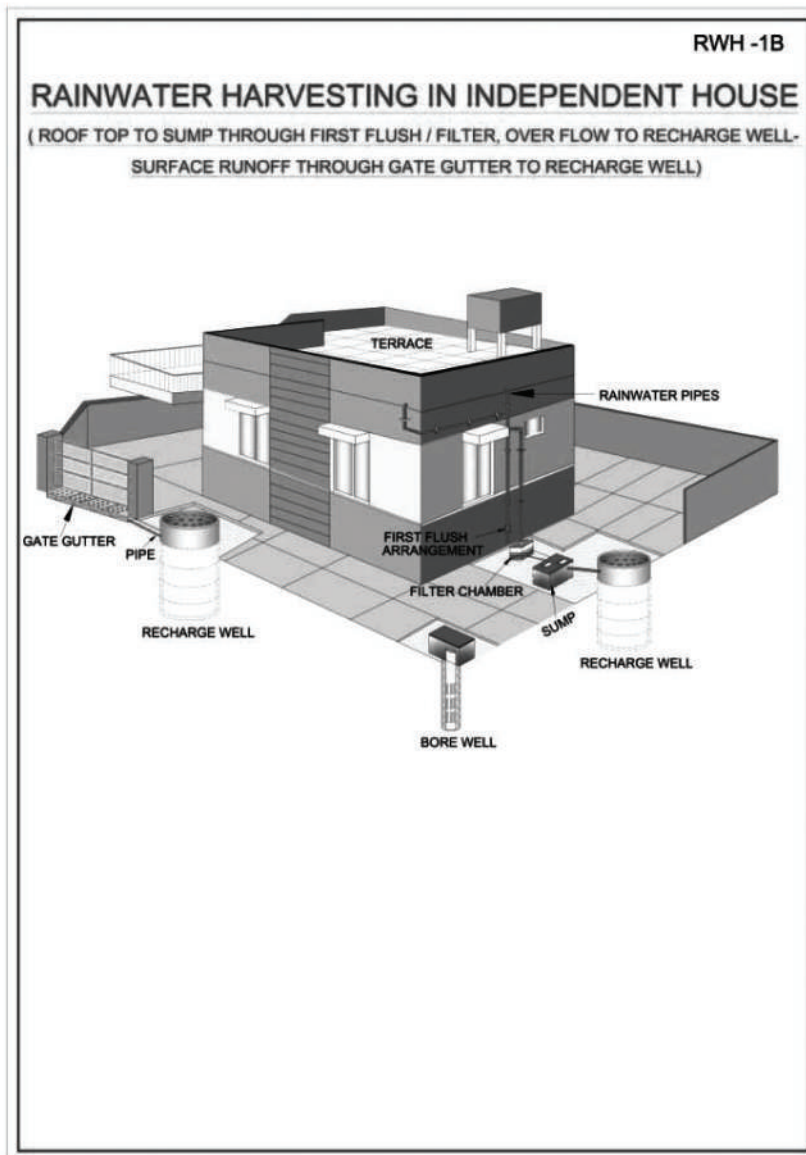 RWH -1B
RAINWATER HARVESTING IN INDEPENDENT HOUSE
( ROOF TOP TO SUMP THROUGH FIRST FLUSH / FILTER, OVER FLOW TO RECHARGE WELL-
SURFACE RUNOFF THROUGH GATE GUTTER TO RECHARGE WELL)
TERRACE
RAINWATER PIPES
GATE GUTTER
PIPE
FIRST FLUSH
ARRANGEMENT
FILTER CHAMBER
SUMP
RECHARGE WELL
RECHARGE WELL
BORE WELL